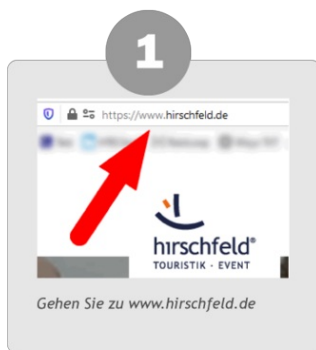 1
https://www.hirschfeld.de
hirschfeld®
TOURISTIK - EVENT
Gehen Sie zu www.hirschfeld.de